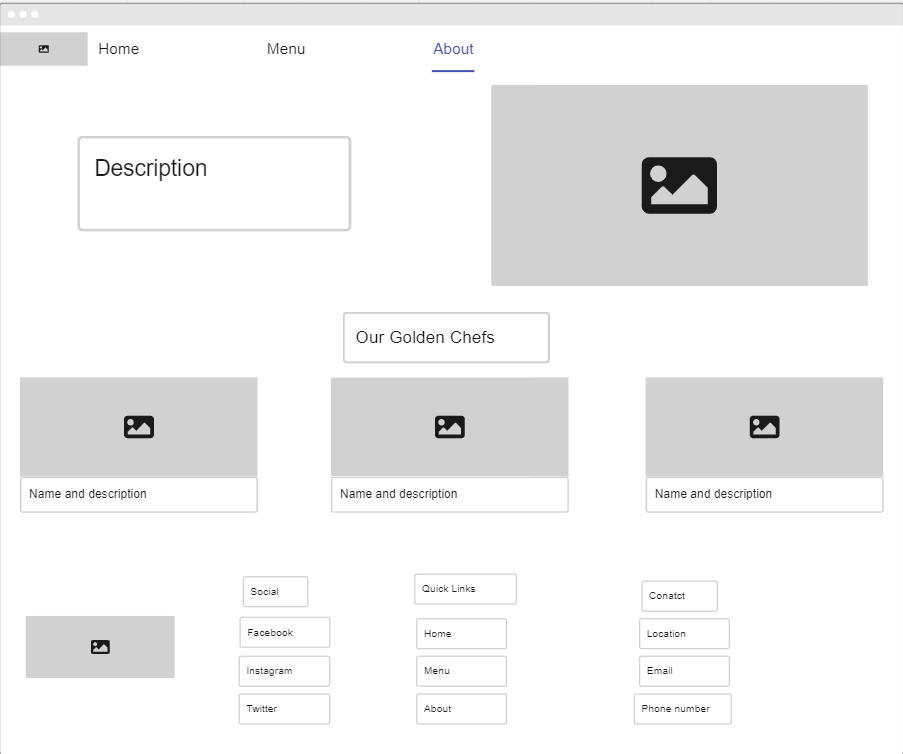 Home
Menu
About
Description
Our Golden Chefs
Name and description
Name and description
Name and description
Social
Facebook
Instagram
Twitter
Quick Links
Home
Menu
About
Conatct
Location
Email
Phone number